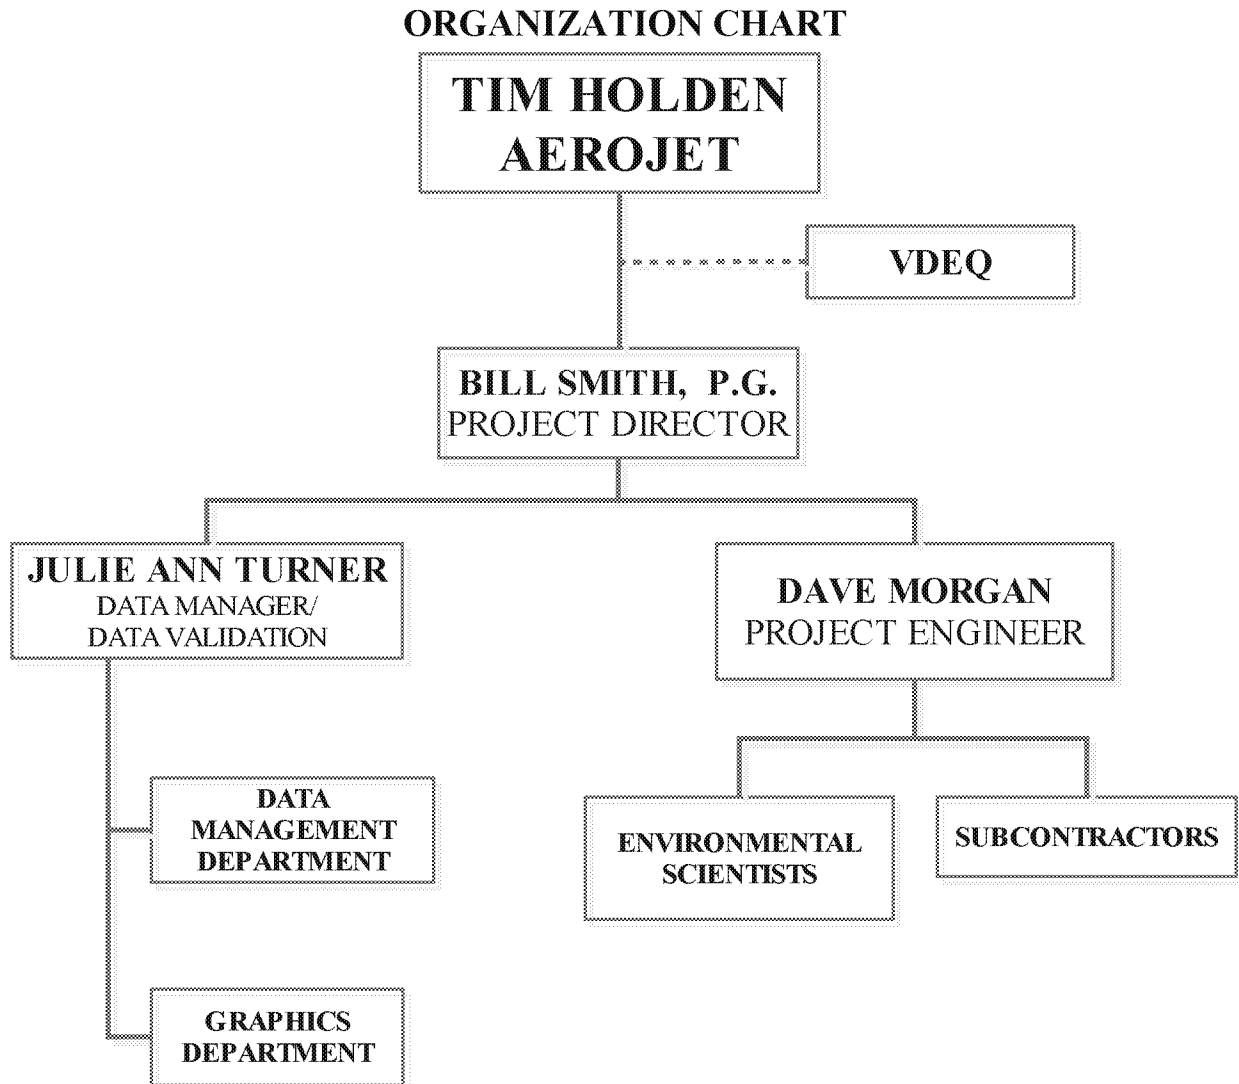 ORGANIZATION CHART
TIM HOLDEN
AEROJET
VDEQ
BILL SMITH, P.G.
PROJECT DIRECTOR
JULIE ANN TURNER
DATA MANAGER/
DATA VALIDATION
DAVE MORGAN
PROJECT ENGINEER
DATA
MANAGEMENT
DEPARTMENT
ENVIRONMENTAL
SCIENTISTS
SUBCONTRACTORS
GRAPHICS
DEPARTMENT